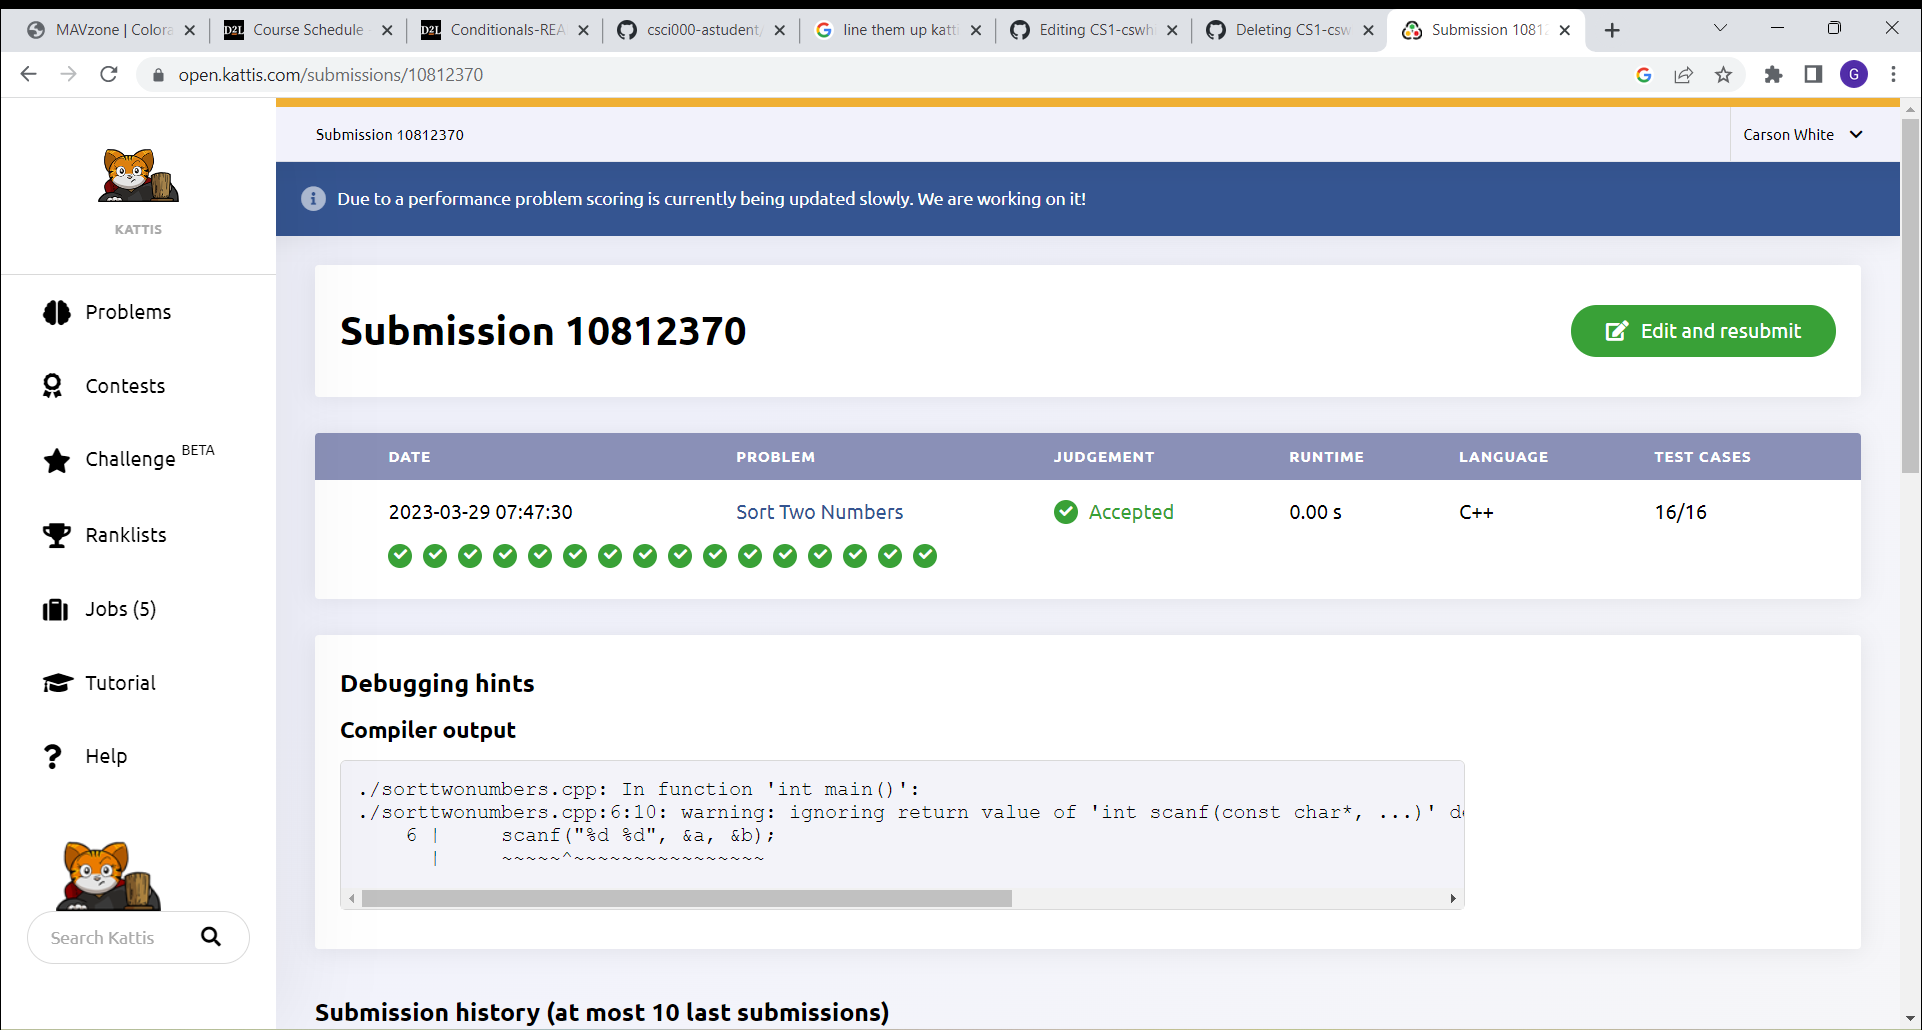 MAVzone | Colora
Course Schedule
Conditionals-REA
csci000-astudent/
line them up katti
Editing CS1-cswhi
Deleting CS1-csw
Submission 10812
open.kattis.com/submissions/10812370
G
Submission 10812370
Carson White
KATTIS
Due to a performance problem scoring is currently being updated slowly. We are working on it!
Submission 10812370
Edit and resubmit
Problems
Contests
Challenge BETA
Ranklists
Jobs (5)
Tutorial
Help
Search Kattis
DATE PROBLEM JUDGEMENT RUNTIME LANGUAGE TEST CASES
2023-03-29 07:47:30 Sort Two Numbers Accepted 0.00 s C++ 16/16
Debugging hints
Compiler output
./sorttwonumbers.cpp: In function 'int main()':
./sorttwonumbers.cpp:6:10: warning: ignoring return value of 'int scanf(const char*, ...)' de
6 | scanf("%d %d", &a, &b);
| ~~~~~^~~~~~~~~~~~~~~~~
Submission history (at most 10 last submissions)